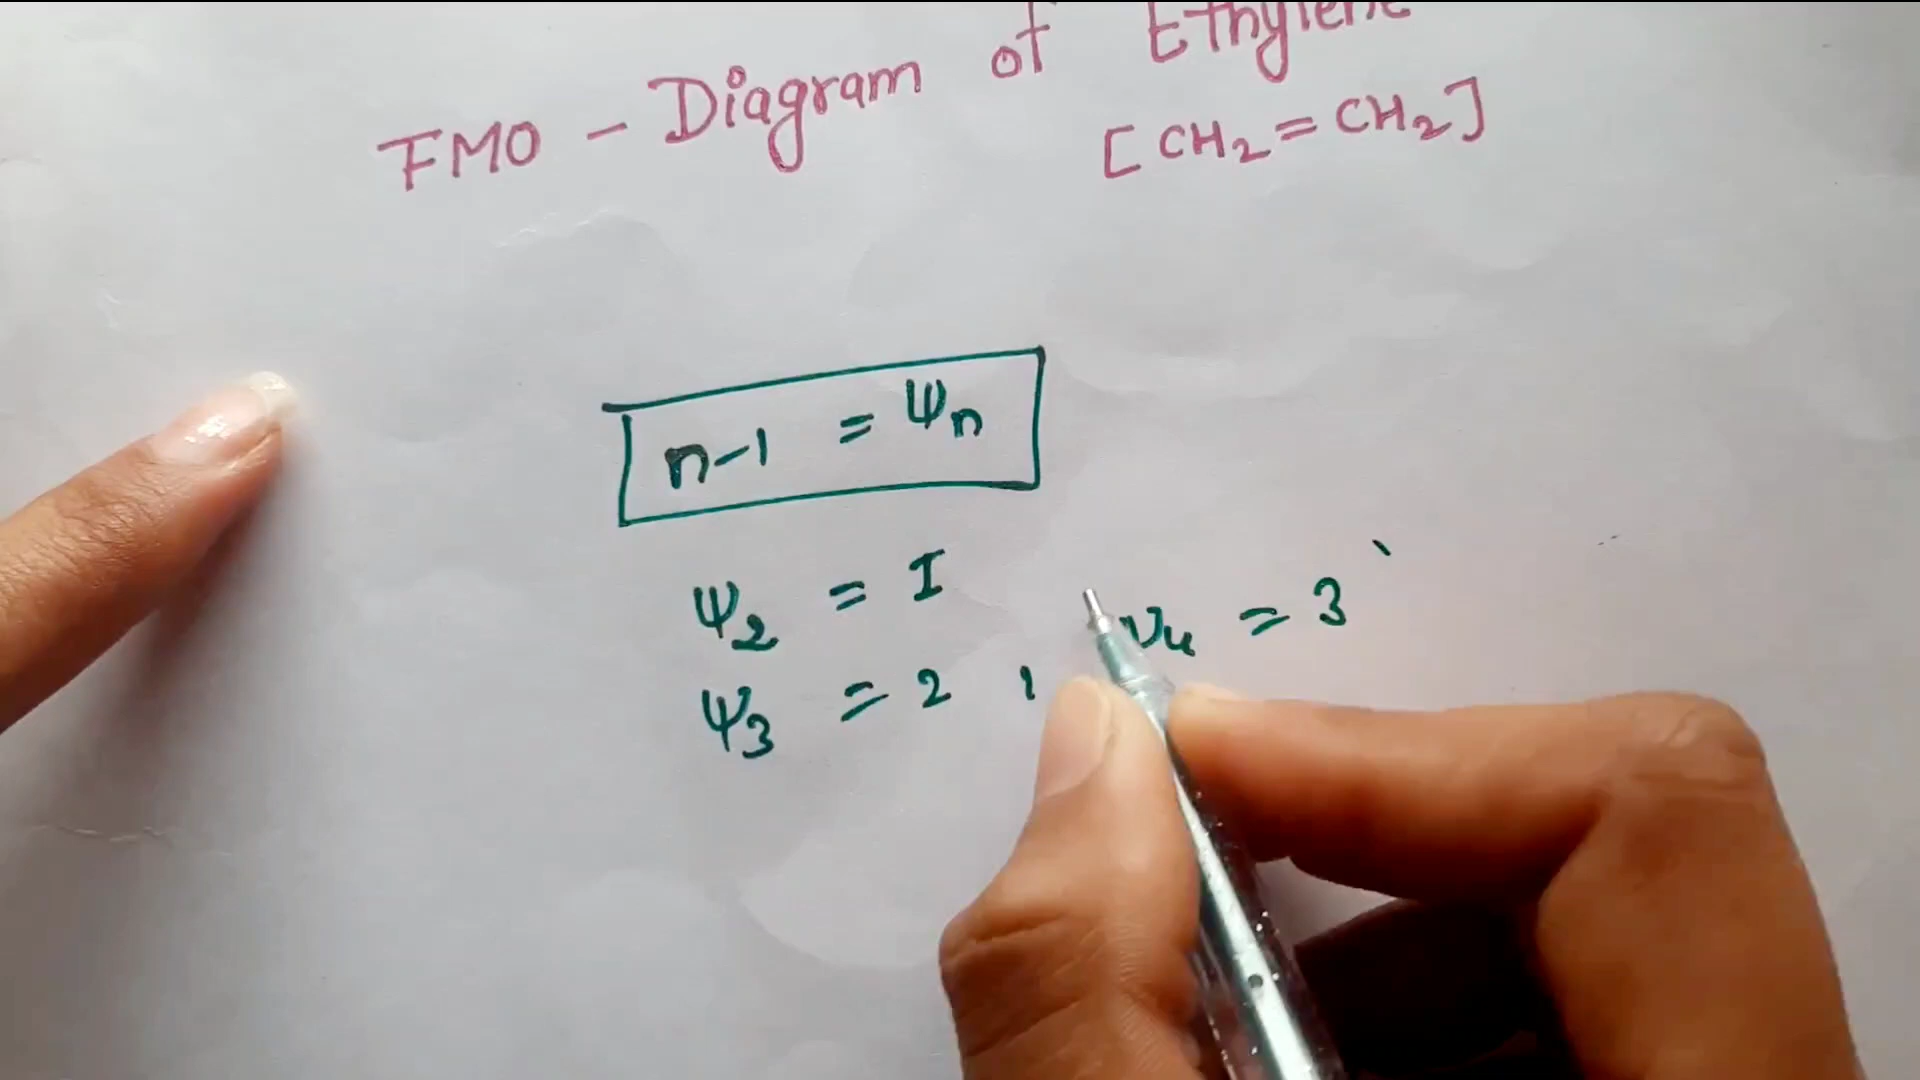 FMO - Diagram of Ethylene
[CH₂ = CH₂]
n-1 = Ψn
Ψ₂ = 1
Ψ₄ = 3
Ψ₃ = 2